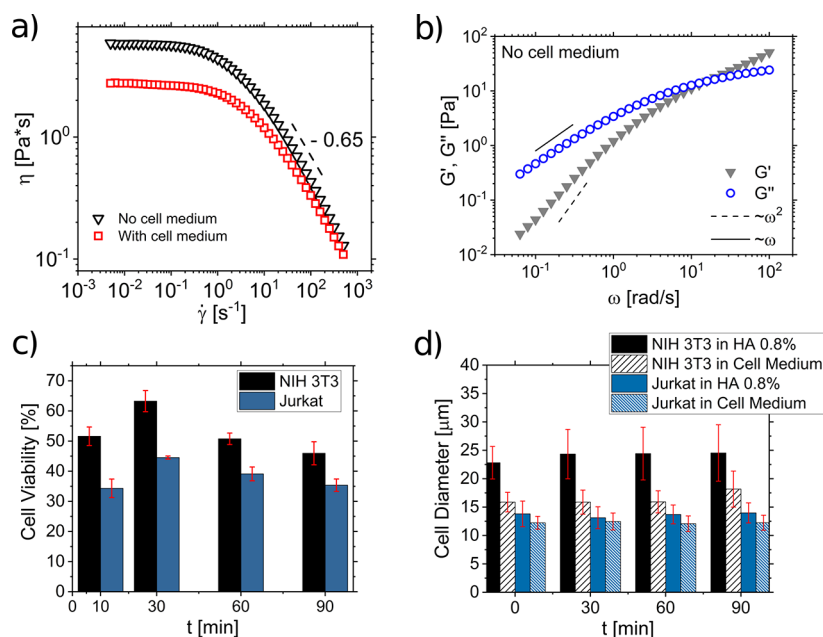 a)
η [Pa*s]
10⁰
10⁻¹
- 0.65
No cell medium
With cell medium
10⁻³ 10⁻² 10⁻¹ 10⁰ 10¹ 10² 10³
γ̇ [s⁻¹]
b)
No cell medium
G', G'' [Pa]
10²
10¹
10⁰
10⁻¹
10⁻²
G'
G''
~ω²
~ω
10⁻¹ 10⁰ 10¹ 10²
ω [rad/s]
c)
Cell Viability [%]
70
60
50
40
30
20
10
0
NIH 3T3
Jurkat
0 10 30 60 90
t [min]
d)
NIH 3T3 in HA 0.8%
NIH 3T3 in Cell Medium
Jurkat in HA 0.8%
Jurkat in Cell Medium
Cell Diameter [µm]
40
35
30
25
20
15
10
5
0
0 30 60 90
t [min]